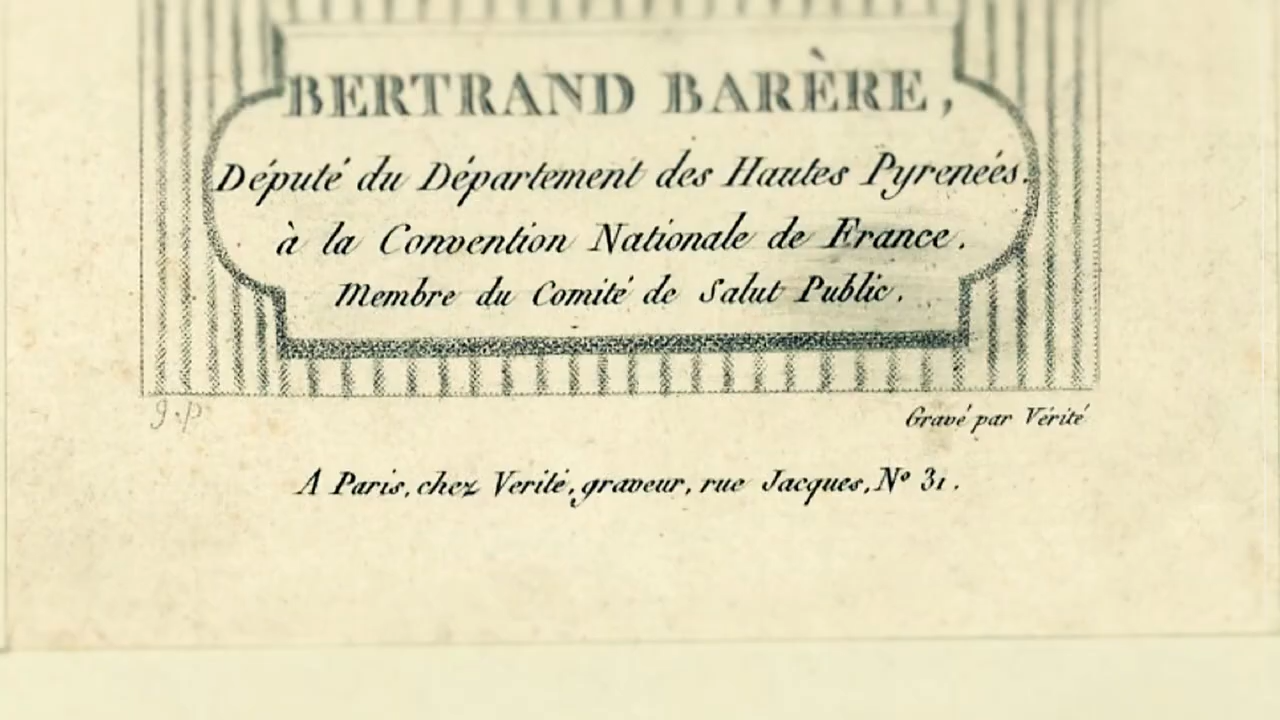 BERTRAND BARÈRE,
Député du Département des Hautes Pyrenées.
à la Convention Nationale de France.
Membre du Comité de Salut Public.
g.p
Gravé par Vérité
A Paris, chez Verité, graveur, rue Jacques, Nº 31.